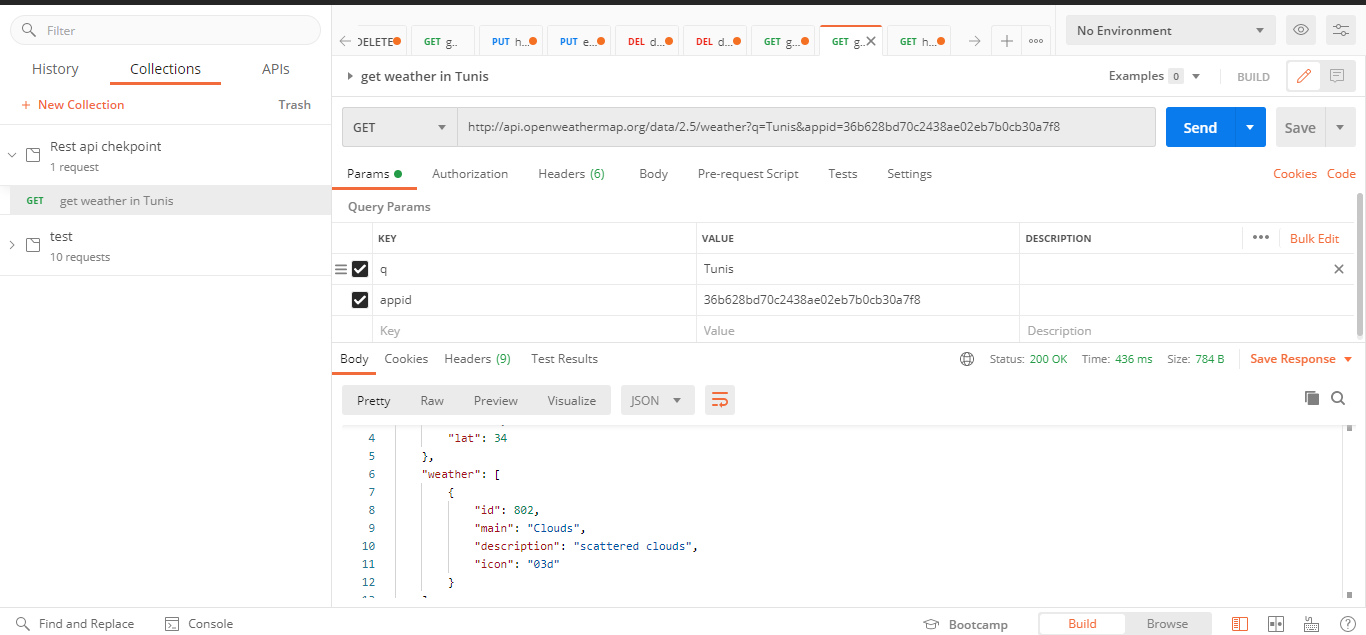 Filter
History Collections APIs
+ New Collection Trash
Rest api chekpoint
1 request
GET get weather in Tunis
test
10 requests
DELETE GET g.. PUT h... PUT e... DEL d... DEL d... GET g... GET g.. GET h...
No Environment
get weather in Tunis
Examples 0 BUILD
GET http://api.openweathermap.org/data/2.5/weather?q=Tunis&appid=36b628bd70c2438ae02eb7b0cb30a7f8 Send Save
Params Authorization Headers (6) Body Pre-request Script Tests Settings Cookies Code
Query Params
KEY VALUE DESCRIPTION ••• Bulk Edit
q Tunis
appid 36b628bd70c2438ae02eb7b0cb30a7f8
Key Value Description
Body Cookies Headers (9) Test Results Status: 200 OK Time: 436 ms Size: 784 B Save Response
Pretty Raw Preview Visualize JSON
4 "lat": 34
5 },
6 "weather": [
7 {
8 "id": 802,
9 "main": "Clouds",
10 "description": "scattered clouds",
11 "icon": "03d"
12 }
Find and Replace Console Bootcamp Build Browse